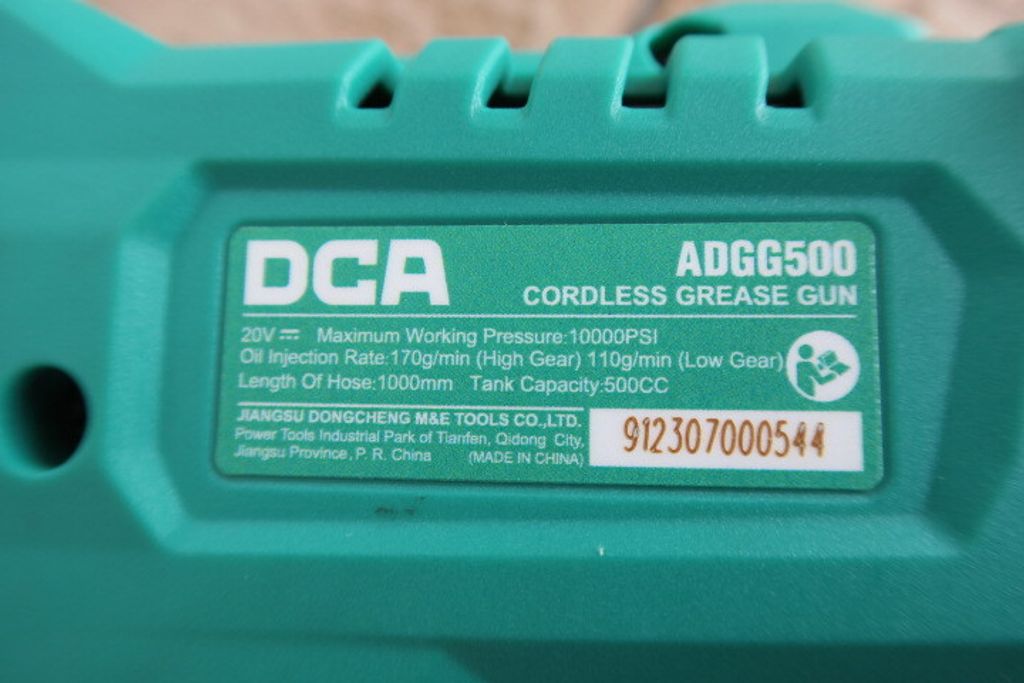 DCA
ADGG500
CORDLESS GREASE GUN
20V Maximum Working Pressure:10000PSI
Oil Injection Rate:170g/min (High Gear) 110g/min (Low Gear)
Length Of Hose:1000mm Tank Capacity:500CC
JIANGSU DONGCHENG M&E TOOLS CO.,LTD.
Power Tools Industrial Park of Tianfen, Qidong City,
Jiangsu Province, P. R. China (MADE IN CHINA)
912307000544